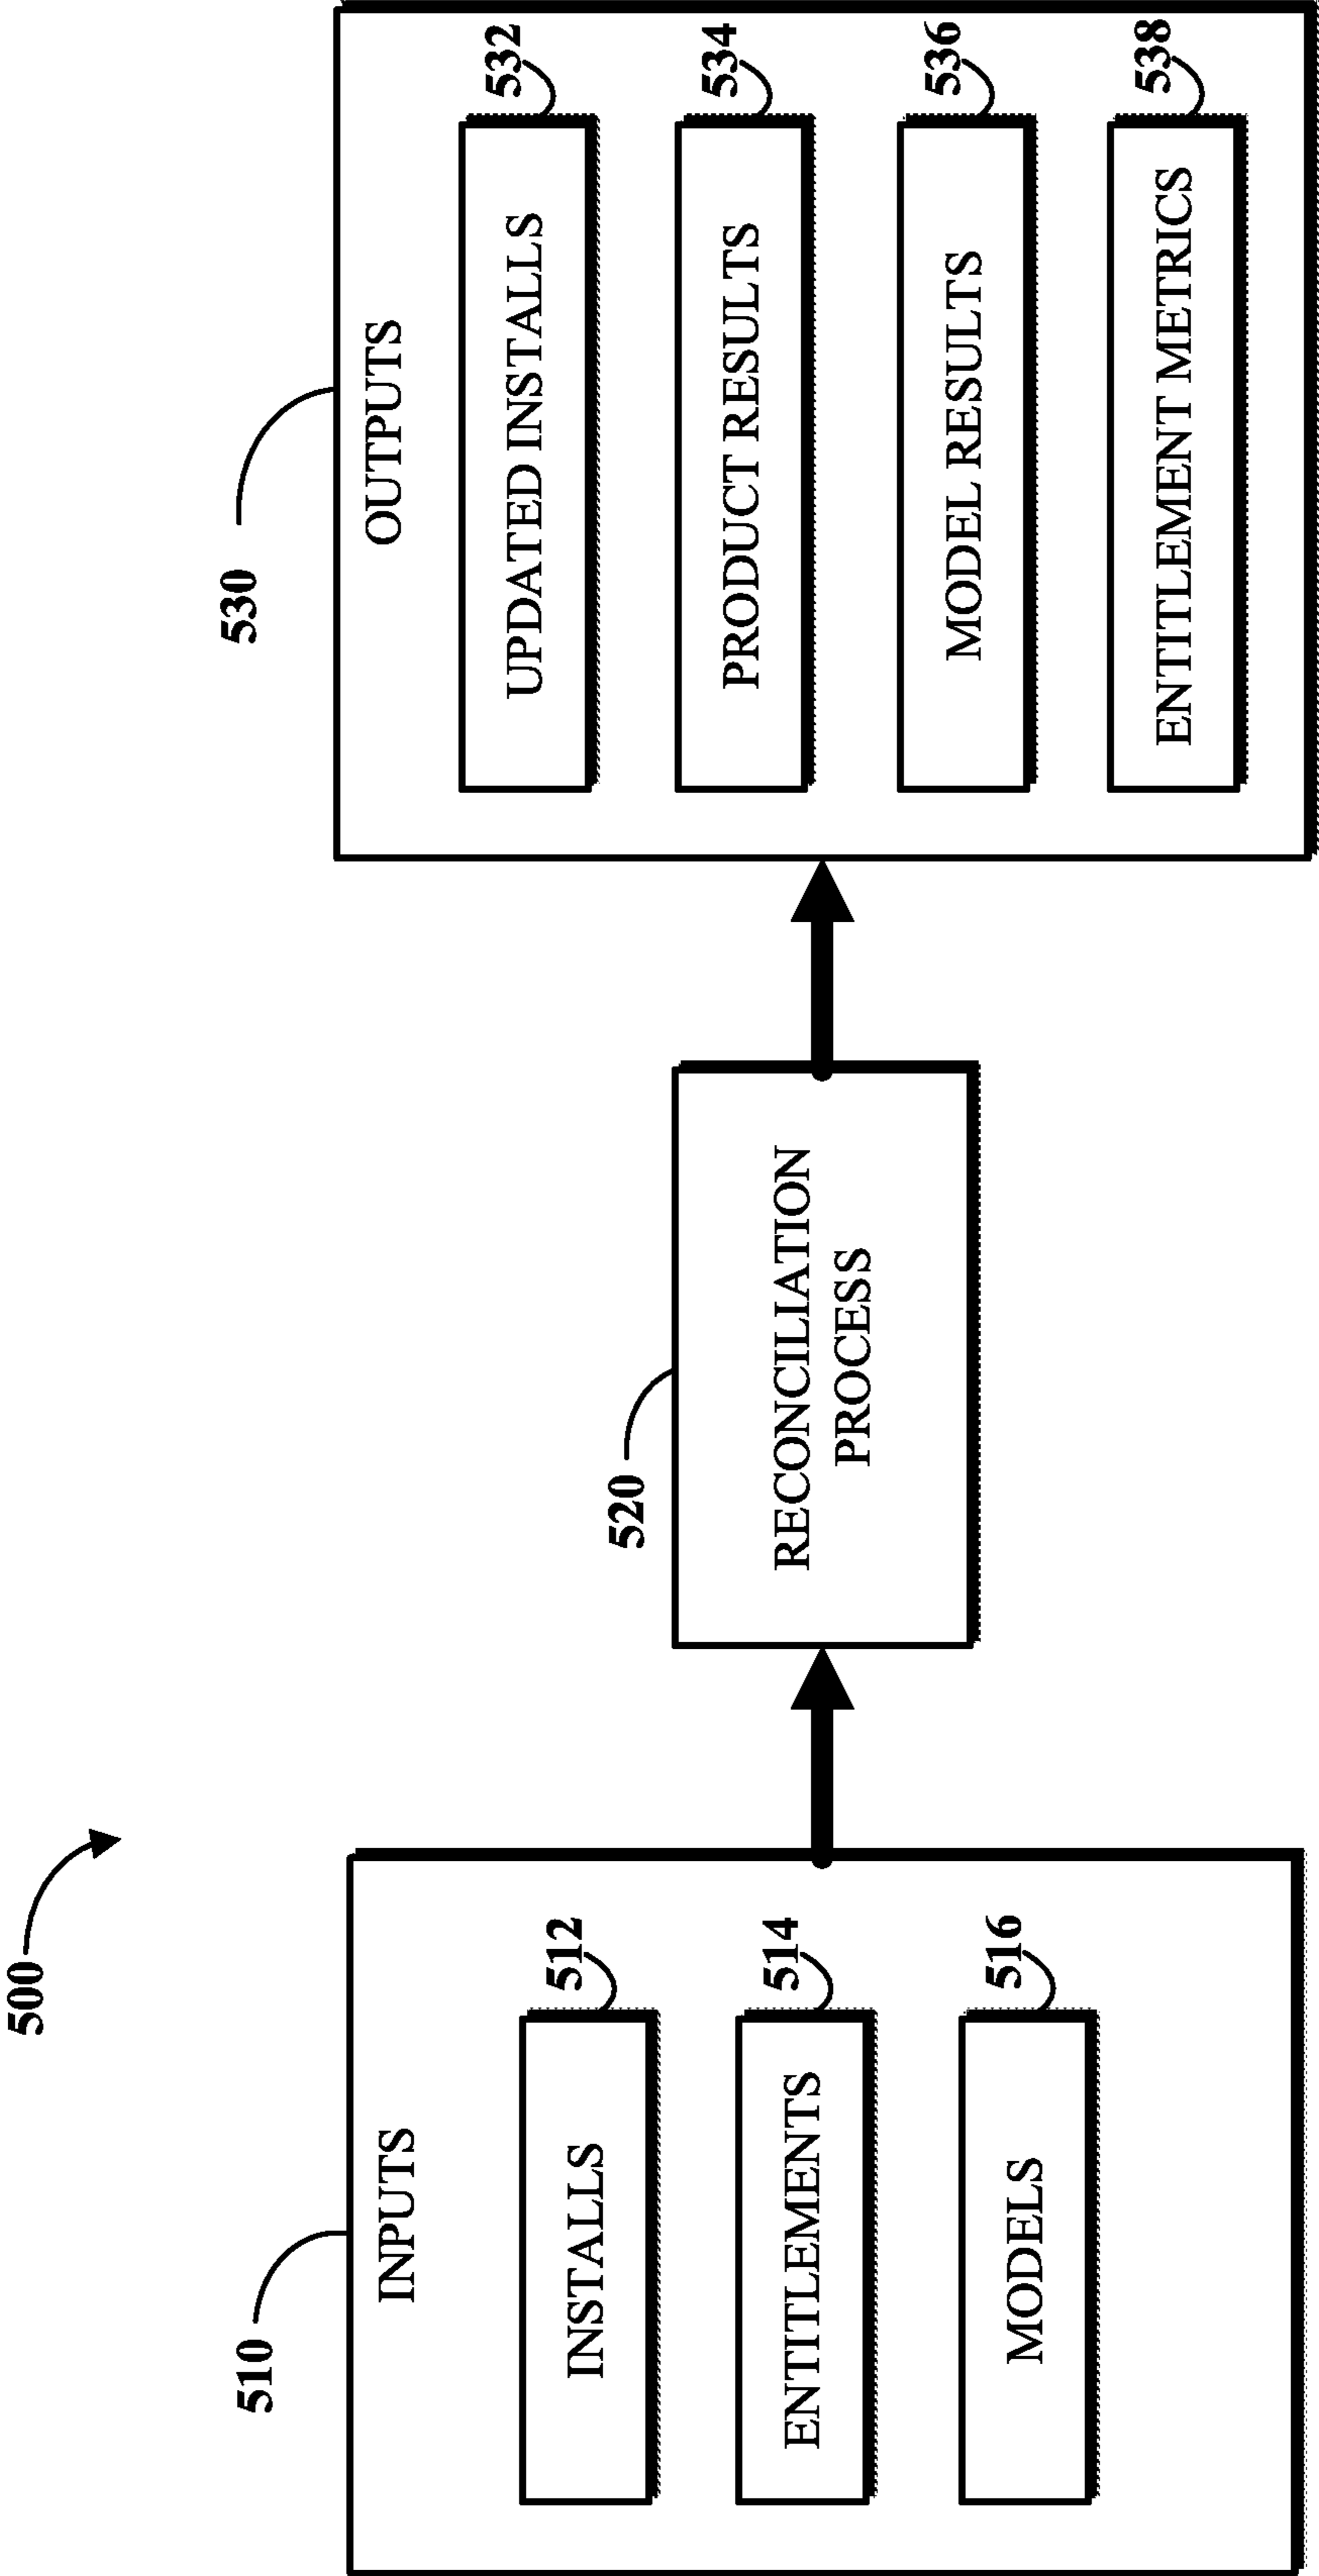 500
510
INPUTS
INSTALLS
512
ENTITLEMENTS
514
MODELS
516
520
RECONCILIATION
PROCESS
530
OUTPUTS
UPDATED INSTALLS
532
PRODUCT RESULTS
534
MODEL RESULTS
536
ENTITLEMENT METRICS
538